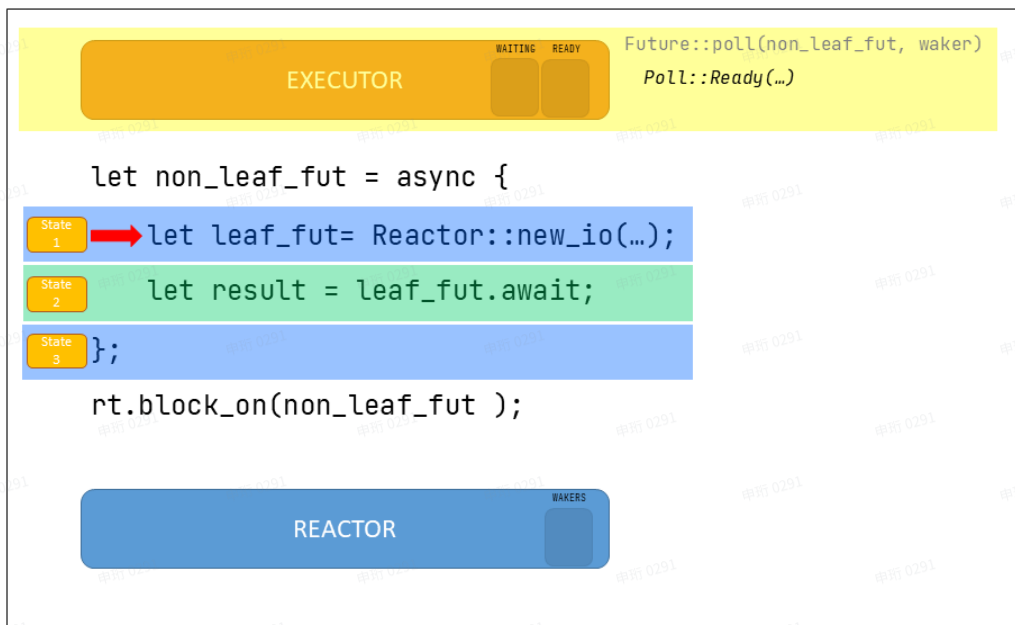 WAITING READY
Future::poll(non_leaf_fut, waker)
EXECUTOR
Poll::Ready(…)
let non_leaf_fut = async {
State 1
let leaf_fut= Reactor::new_io(…);
State 2
let result = leaf_fut.await;
State 3
};
rt.block_on(non_leaf_fut );
WAKERS
REACTOR